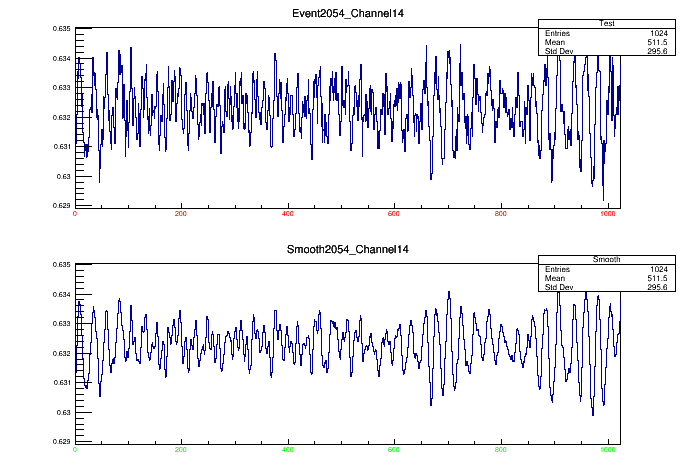 Event2054_Channel14
Test
Entries 1024
Mean 511.5
Std Dev 295.6
0.635
0.634
0.633
0.632
0.631
0.63
0.629
0 200 400 600 800 1000
Smooth2054_Channel14
Smooth
Entries 1024
Mean 511.5
Std Dev 295.6
0.635
0.634
0.633
0.632
0.631
0.63
0.629
0 200 400 600 800 1000